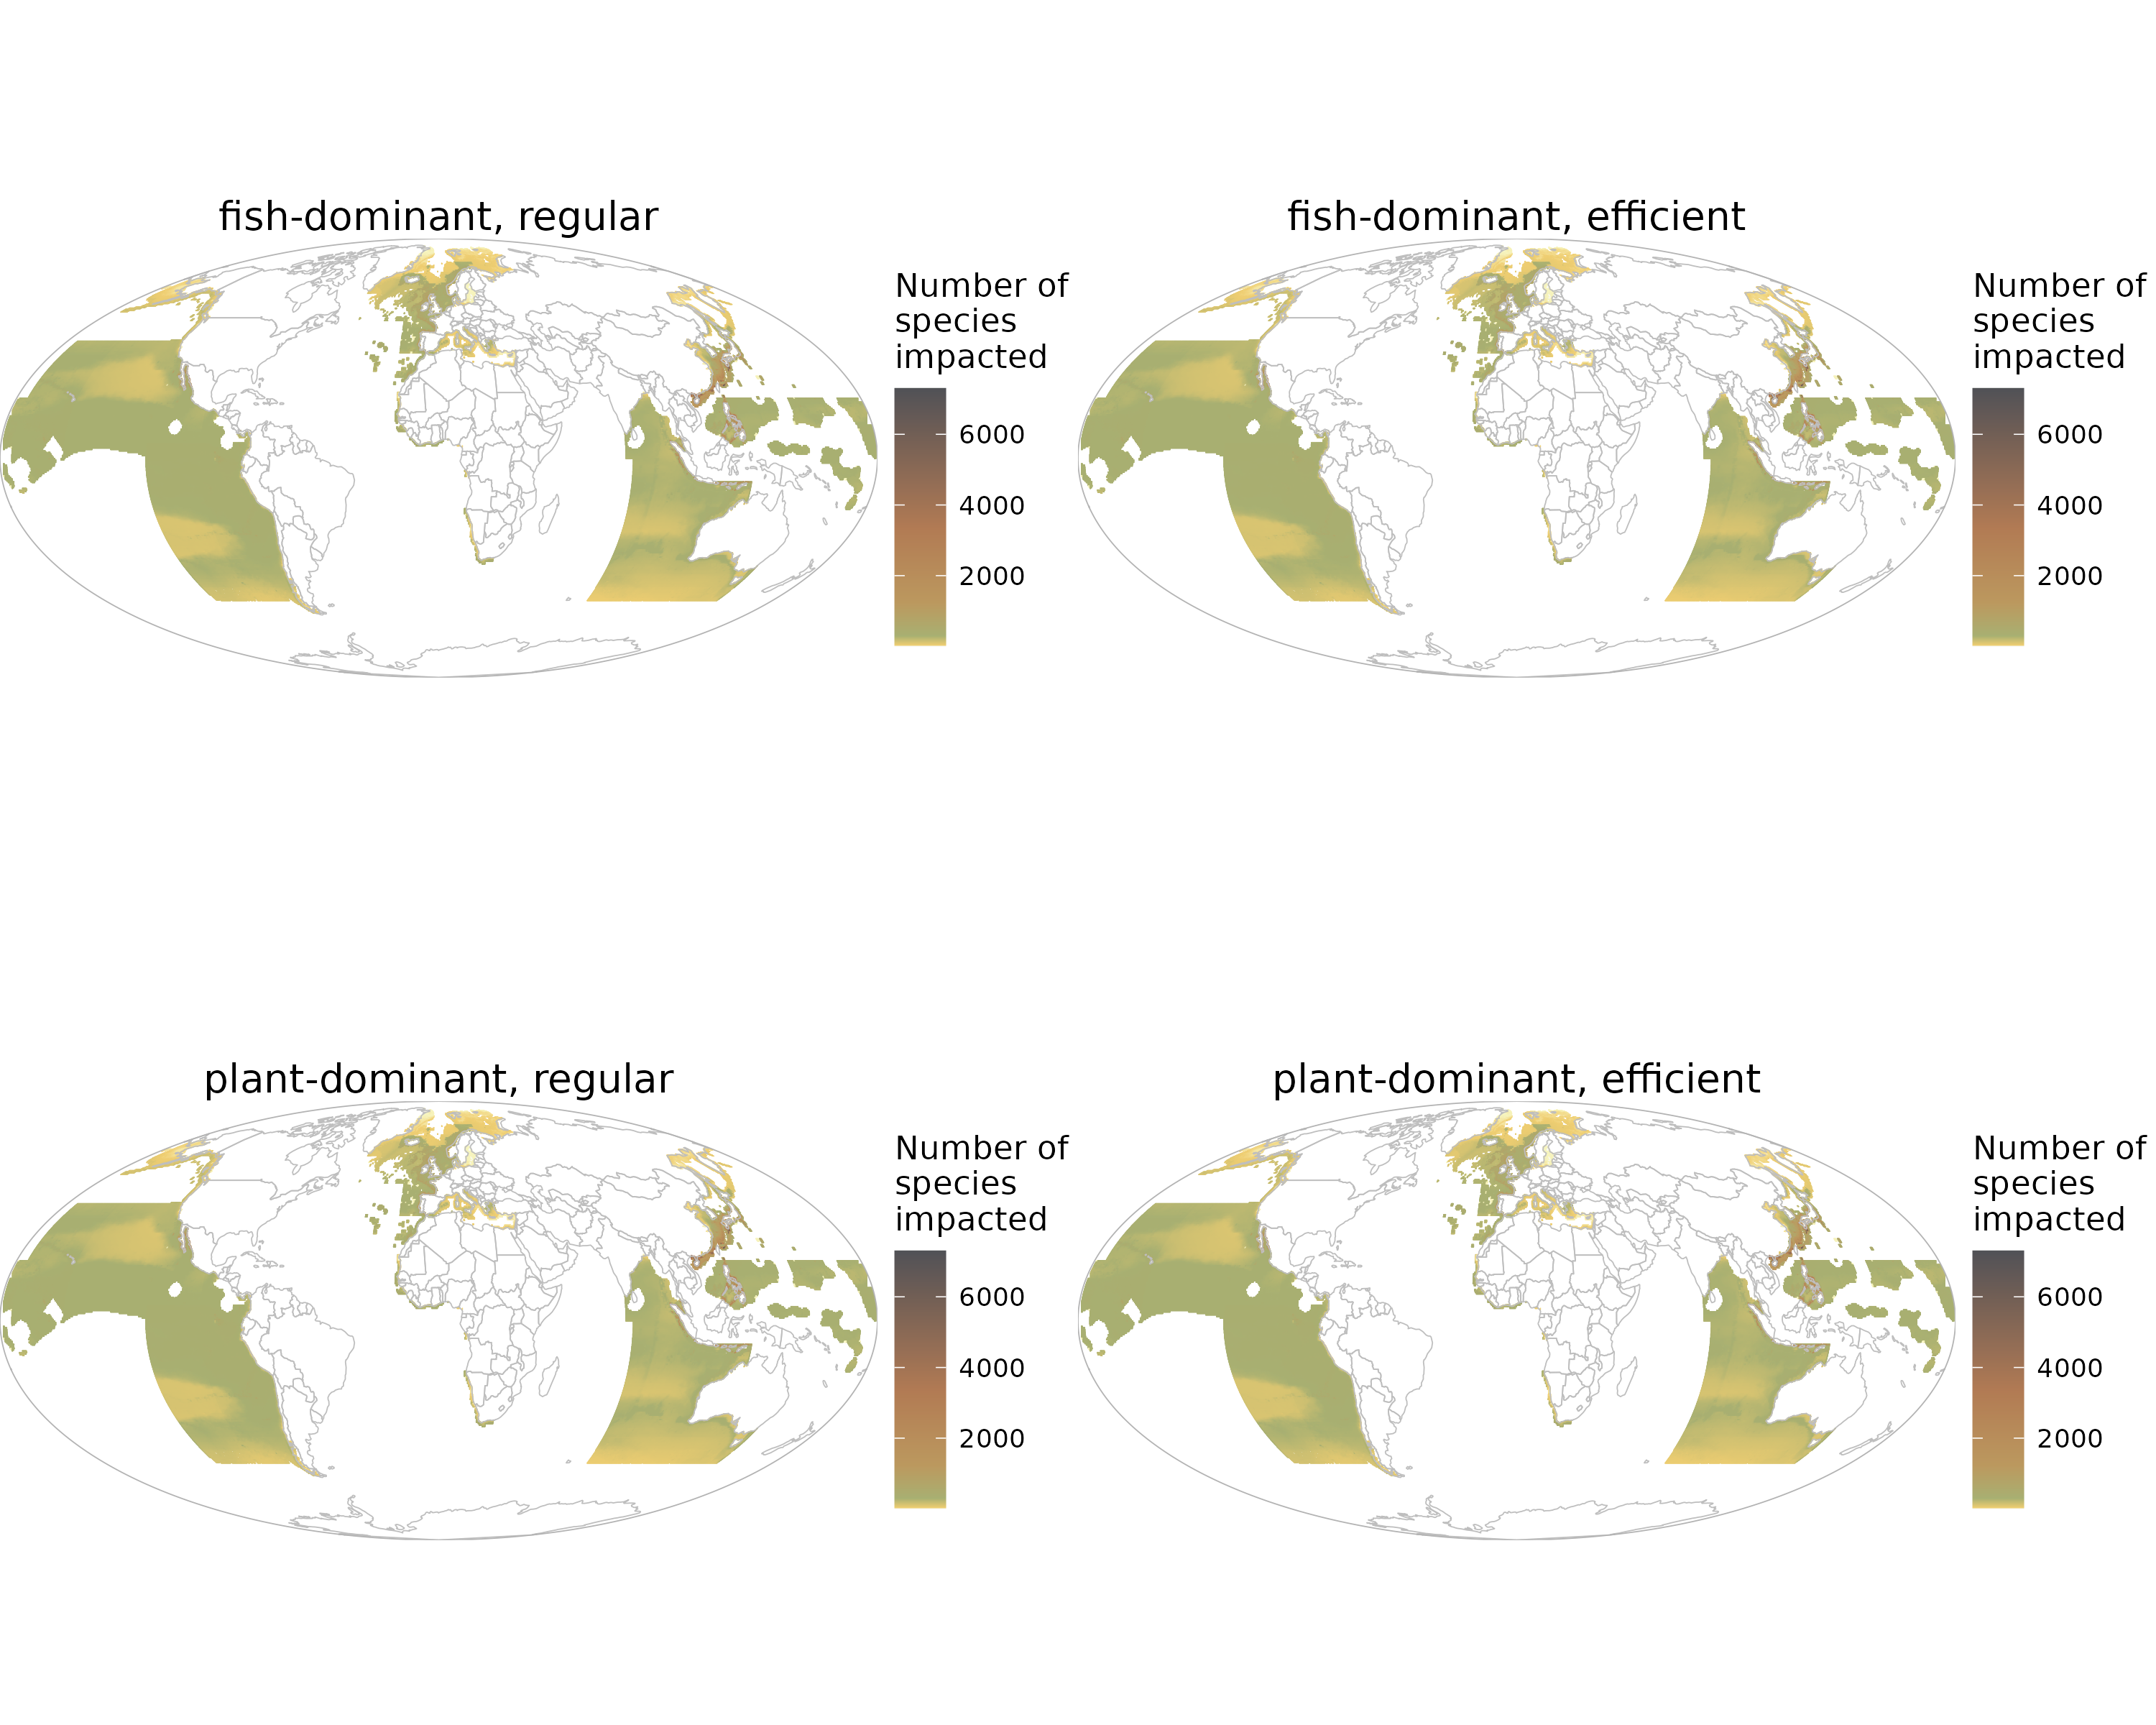 fish-dominant, regular
Number of
species
impacted
6000
4000
2000
fish-dominant, efficient
Number of
species
impacted
6000
4000
2000
plant-dominant, regular
Number of
species
impacted
6000
4000
2000
plant-dominant, efficient
Number of
species
impacted
6000
4000
2000